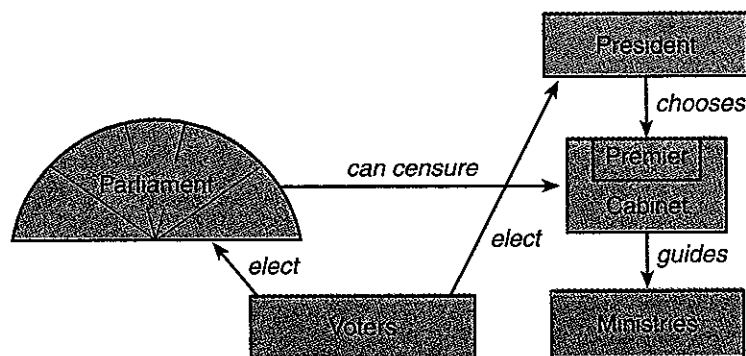 President
chooses
Premier
Parliament
can censure
Cabinet
elect
elect
guides
Voters
Ministries